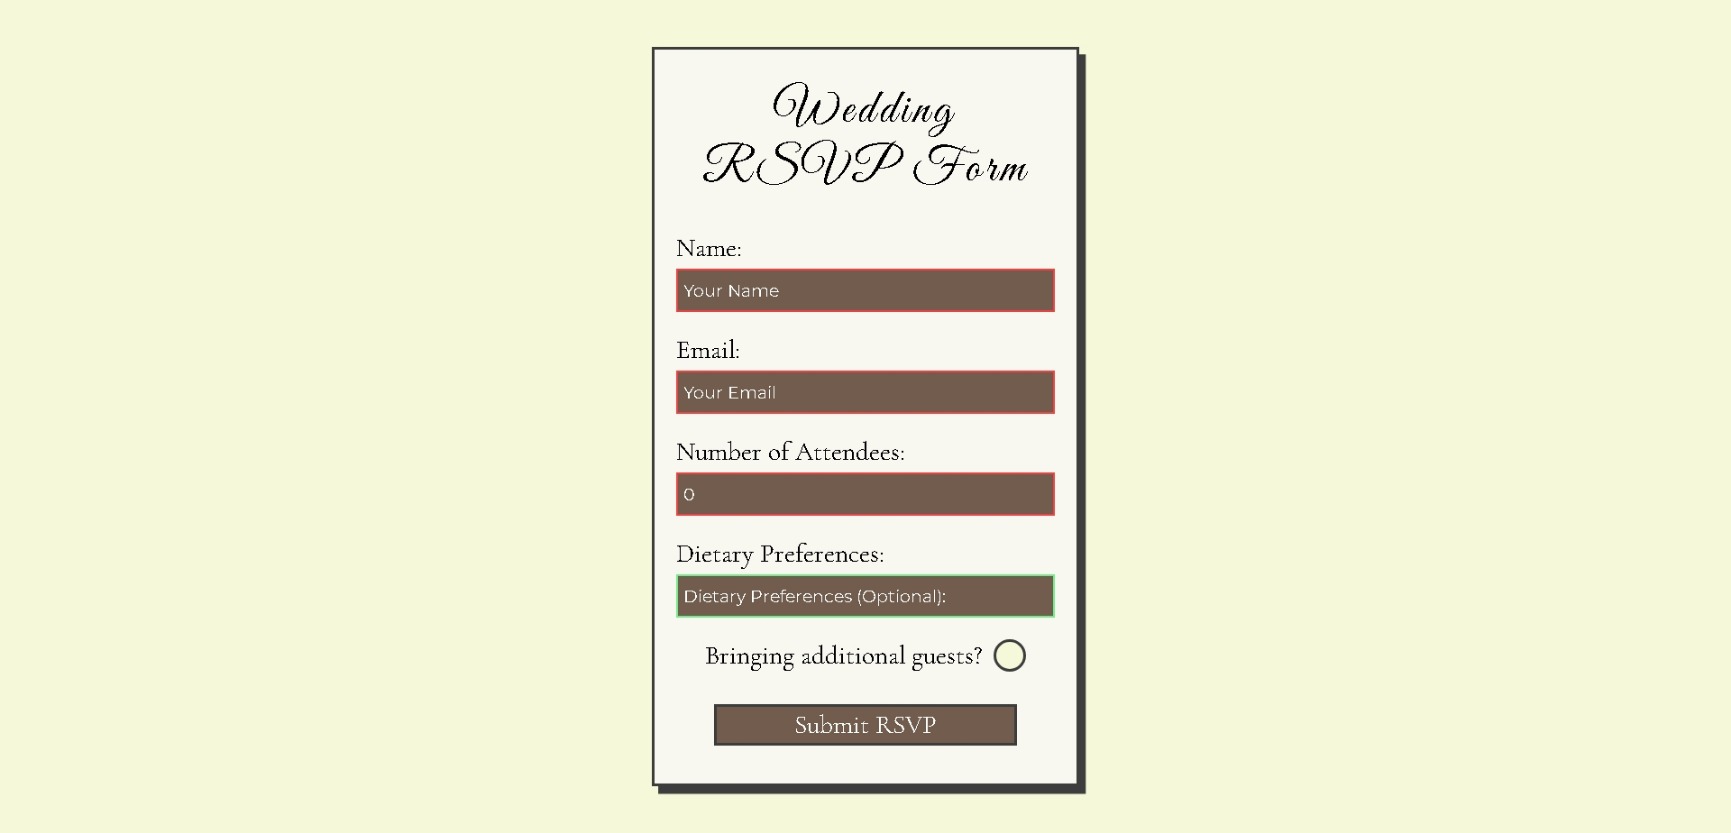 Wedding
RSVP Form
Name:
Your Name
Email:
Your Email
Number of Attendees:
0
Dietary Preferences:
Dietary Preferences (Optional):
Bringing additional guests?
Submit RSVP